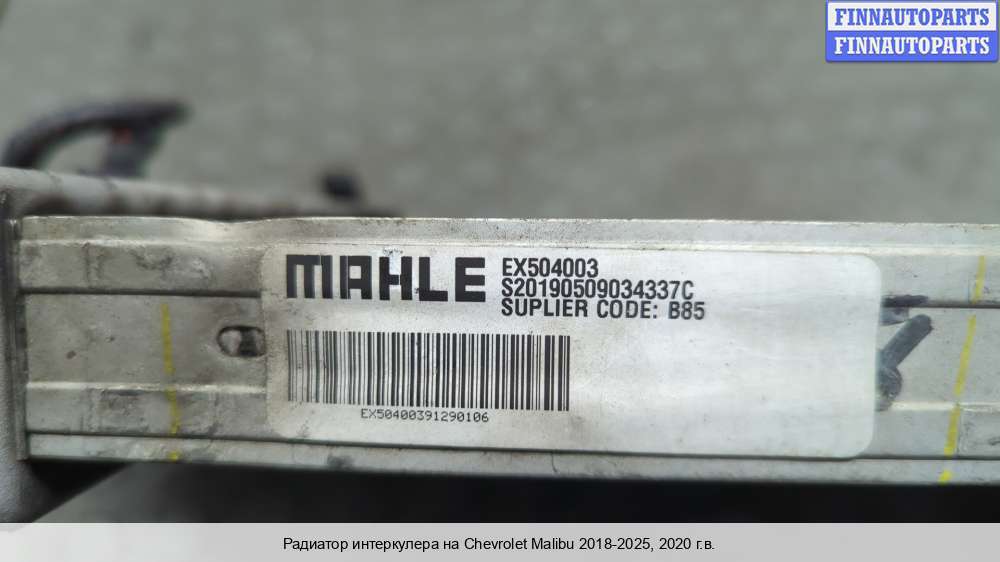 FINNAUTOPARTS
FINNAUTOPARTS
MAHLE
EX504003
S20190509034337C
SUPLIER CODE: B85
EX50400391290106
Радиатор интеркулера на Chevrolet Malibu 2018-2025, 2020 г.в.